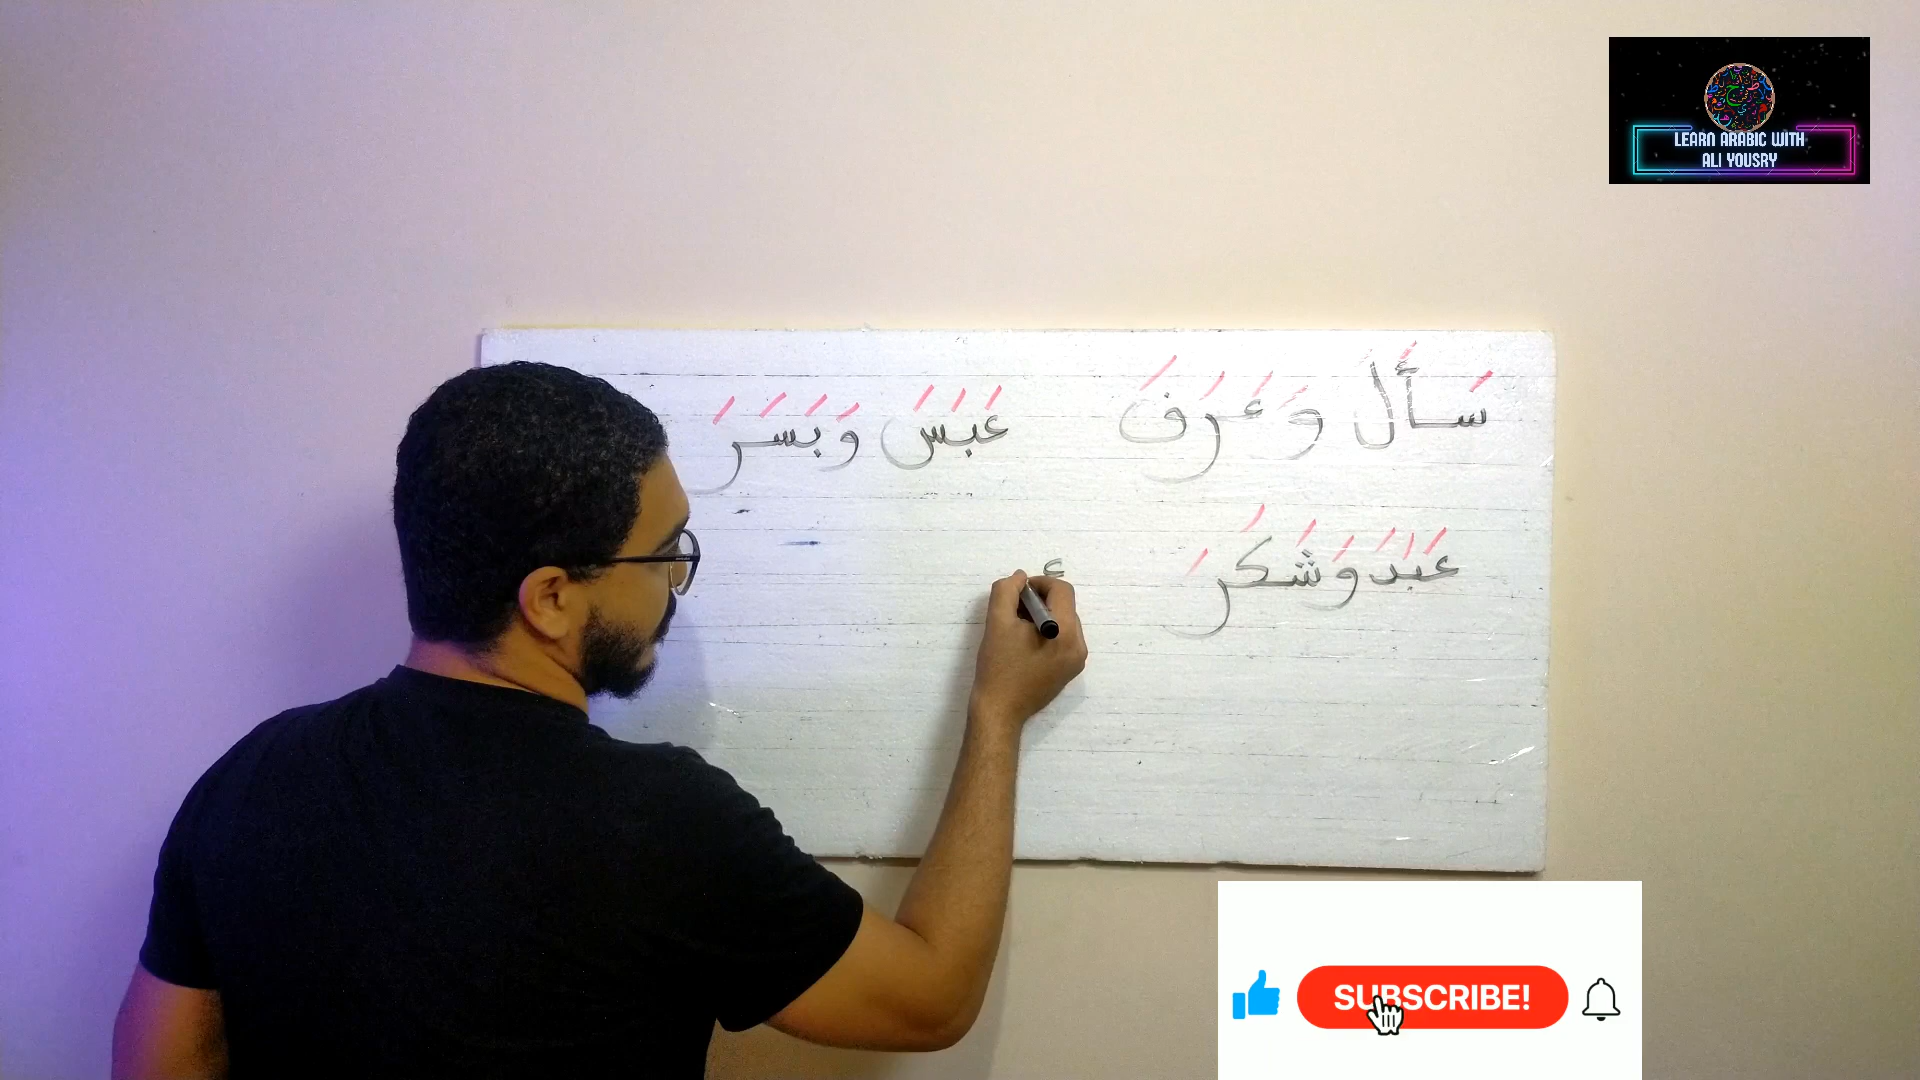 LEARN ARABIC WITH
ALI YOUSRY
سَأَل وَعَرَفَ
عَبَسَ وَبَسَرَ
عَبَدَ وَشَكَرَ
ع
SUBSCRIBE!